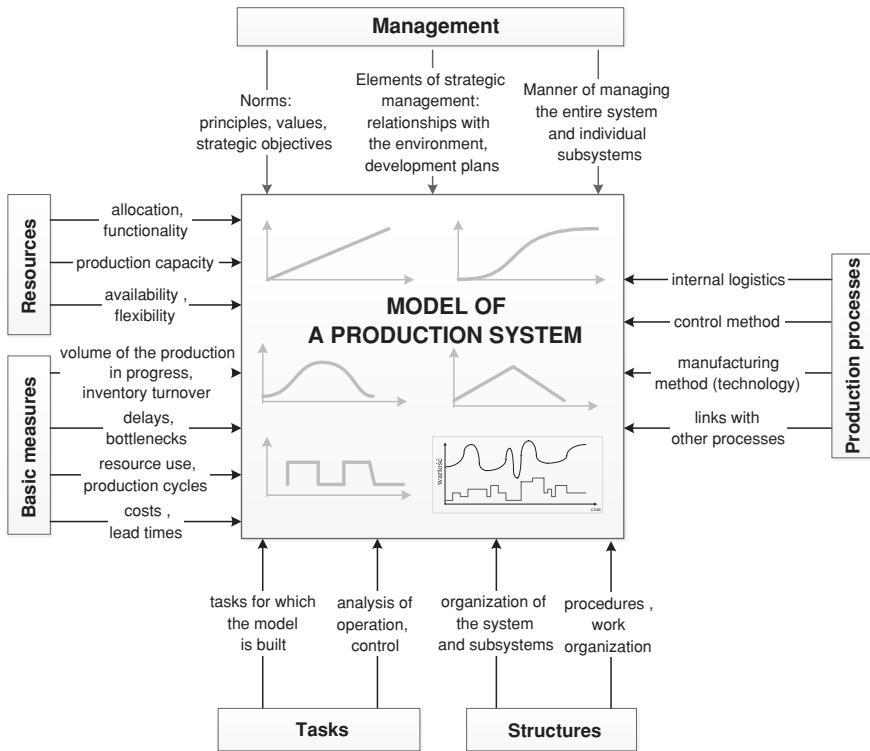 Management
Norms:
principles, values,
strategic objectives
Elements of strategic
management:
relationships with
the environment,
development plans
Manner of managing
the entire system
and individual
subsystems
Resources
allocation,
functionality
production capacity
availability ,
flexibility
Basic measures
volume of the production
in progress,
inventory turnover
delays,
bottlenecks
resource use,
production cycles
costs ,
lead times
MODEL OF
A PRODUCTION SYSTEM
wartość
czas
internal logistics
control method
manufacturing
method (technology)
links with
other processes
Production processes
tasks for which
the model
is built
analysis of
operation,
control
organization of
the system
and subsystems
procedures ,
work
organization
Tasks
Structures